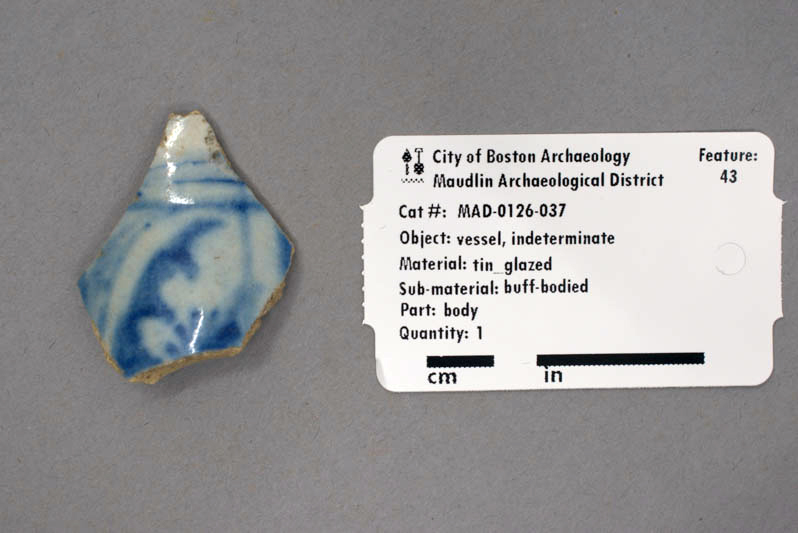 City of Boston Archaeology
Maudlin Archaeological District
Feature:
43
Cat #: MAD-0126-037
Object: vessel, indeterminate
Material: tin_glazed
Sub-material: buff-bodied
Part: body
Quantity: 1
cm in